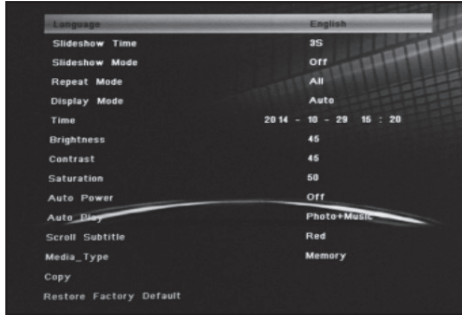 Language English
Slideshow Time 3S
Slideshow Mode Off
Repeat Mode All
Display Mode Auto
Time 2014 - 10 - 29 15 : 20
Brightness 45
Contrast 45
Saturation 50
Auto Power Off
Auto Play Photo+Music
Scroll Subtitle Red
Media_Type Memory
Copy
Restore Factory Default